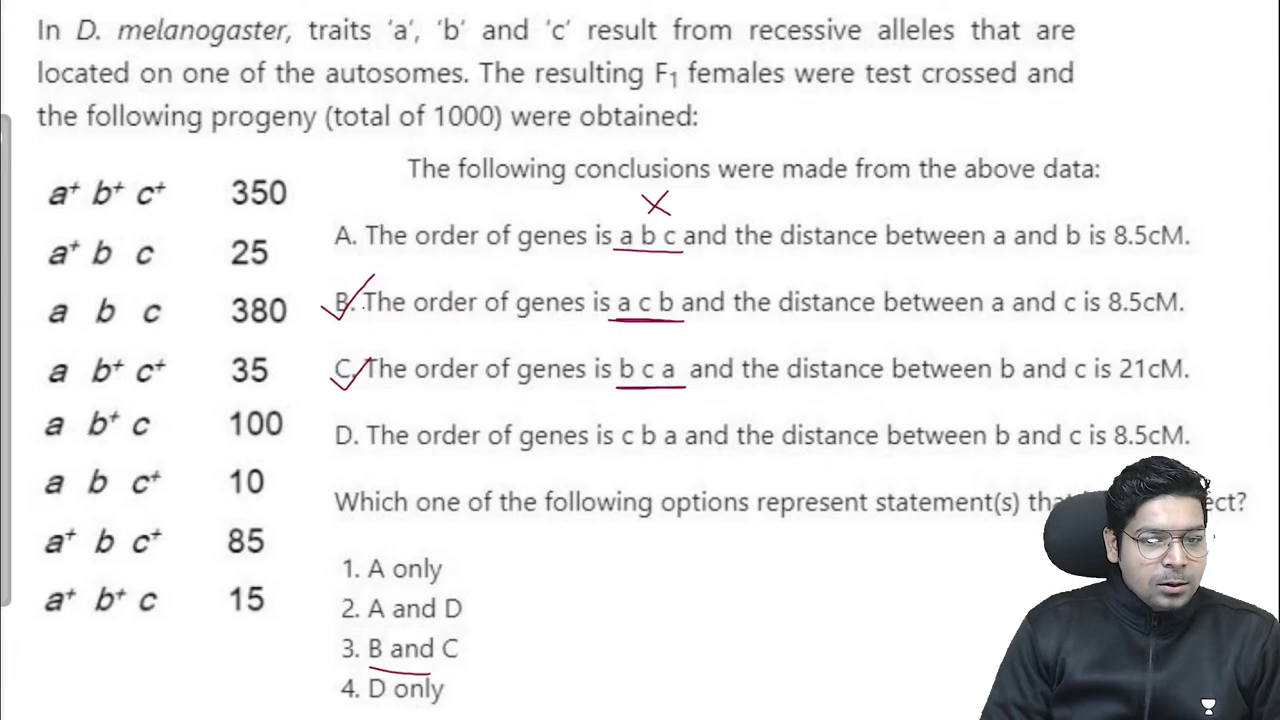 In D. melanogaster, traits ‘a’, ‘b’ and ‘c’ result from recessive alleles that are
located on one of the autosomes. The resulting F₁ females were test crossed and
the following progeny (total of 1000) were obtained:
The following conclusions were made from the above data:
a⁺ b⁺ c⁺ 350
a⁺ b c 25
a b c 380
a b⁺ c⁺ 35
a b⁺ c 100
a b c⁺ 10
a⁺ b c⁺ 85
a⁺ b⁺ c 15
A. The order of genes is a b c and the distance between a and b is 8.5cM.
B. The order of genes is a c b and the distance between a and c is 8.5cM.
C. The order of genes is b c a and the distance between b and c is 21cM.
D. The order of genes is c b a and the distance between b and c is 8.5cM.
Which one of the following options represent statement(s)
1. A only
2. A and D
3. B and C
4. D only